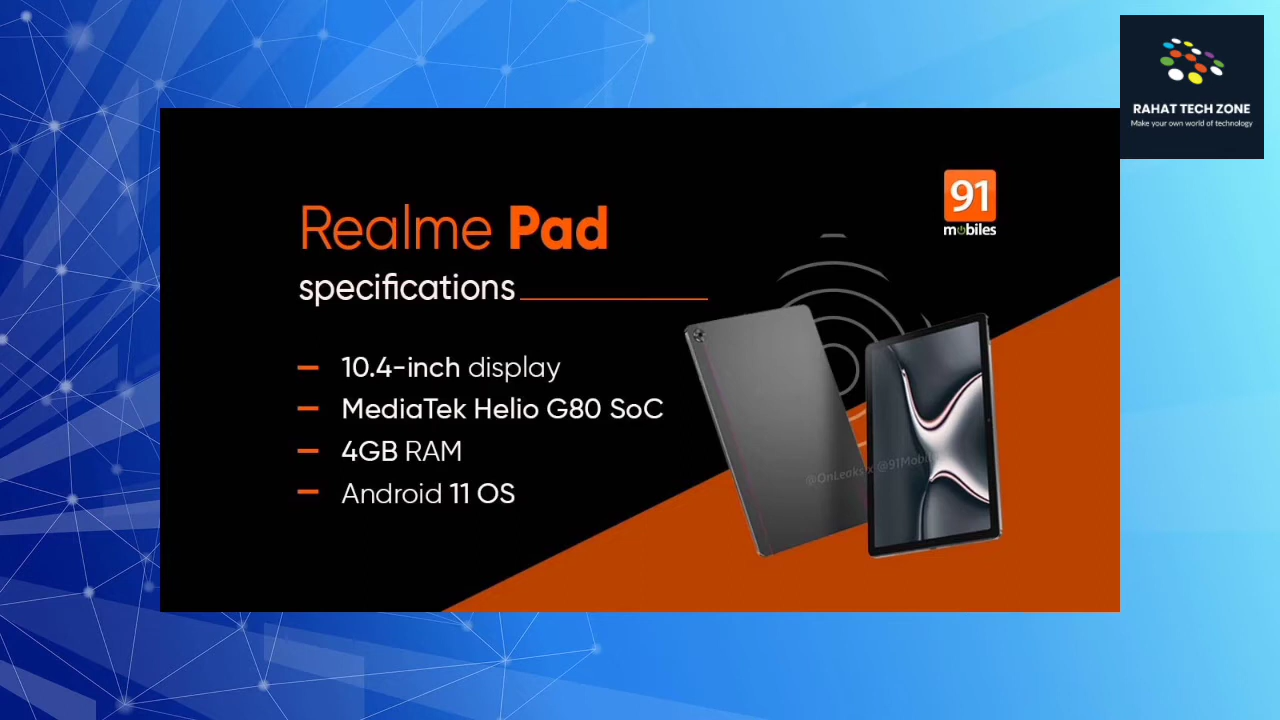 RAHAT TECH ZONE
Make your own world of technology
91
mobiles
Realme Pad
specifications
10.4-inch display
MediaTek Helio G80 SoC
4GB RAM
Android 11 OS